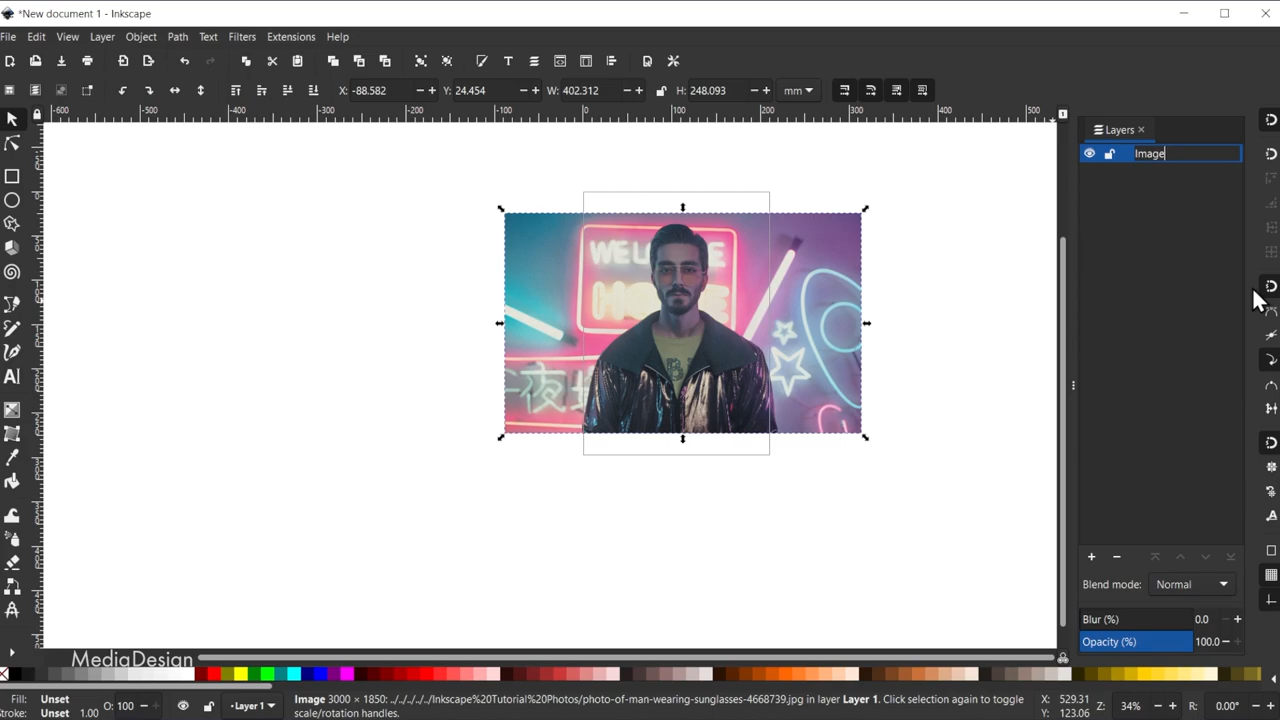 *New document 1 - Inkscape
File Edit View Layer Object Path Text Filters Extensions Help
X: -88.582 Y: 24.454 W: 402.312 H: 248.093 mm
-600 -500 -400 -300 -200 -100 0 100 200 300 400 500
Layers
Image
WELCOME
午夜
Blend mode: Normal
Blur (%) 0.0
Opacity (%) 100.0
MediaDesign
Fill: Unset O: 100 Layer 1 Image 3000 × 1850: ../../../../../Inkscape%20Tutorial%20Photos/photo-of-man-wearing-sunglasses-4668739.jpg in layer Layer 1. Click selection again to toggle X: 529.31 Z: 34% R: 0.00°
Stroke: Unset 1.00 scale/rotation handles. Y: 123.06